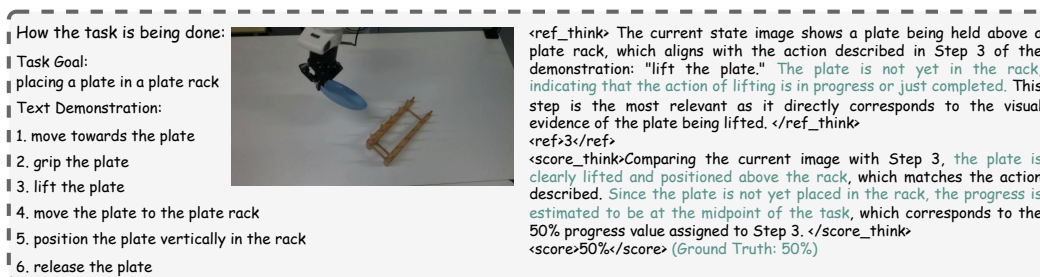 How the task is being done:
Task Goal:
placing a plate in a plate rack
Text Demonstration:
1. move towards the plate
2. grip the plate
3. lift the plate
4. move the plate to the plate rack
5. position the plate vertically in the rack
6. release the plate
<ref_think> The current state image shows a plate being held above a
plate rack, which aligns with the action described in Step 3 of the
demonstration: "lift the plate." The plate is not yet in the rack,
indicating that the action of lifting is in progress or just completed. This
step is the most relevant as it directly corresponds to the visual
evidence of the plate being lifted. </ref_think>
<ref>3</ref>
<score_think>Comparing the current image with Step 3, the plate is
clearly lifted and positioned above the rack, which matches the action
described. Since the plate is not yet placed in the rack, the progress is
estimated to be at the midpoint of the task, which corresponds to the
50% progress value assigned to Step 3. </score_think>
<score>50%</score> (Ground Truth: 50%)